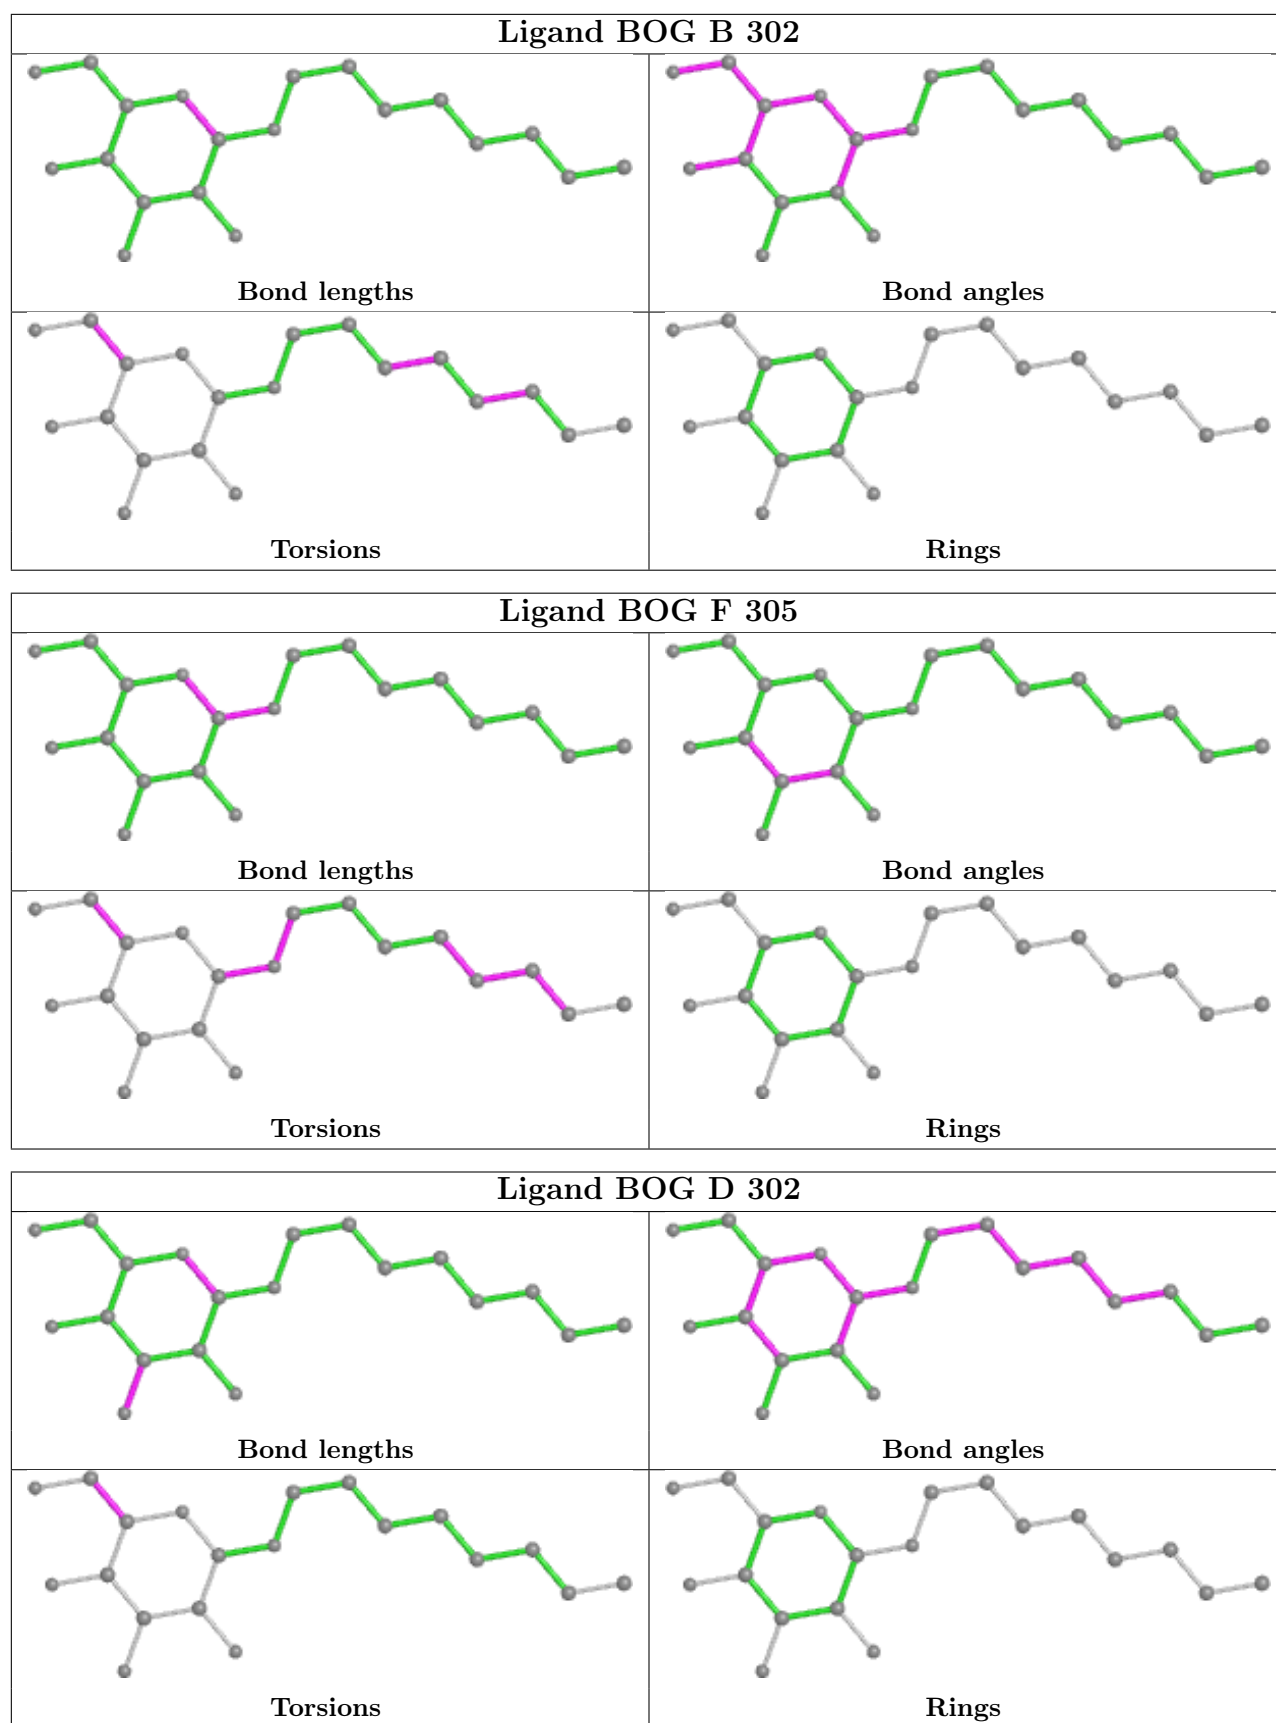 Ligand BOG B 302
Bond lengths
Bond angles
Torsions
Rings
Ligand BOG F 305
Bond lengths
Bond angles
Torsions
Rings
Ligand BOG D 302
Bond lengths
Bond angles
Torsions
Rings